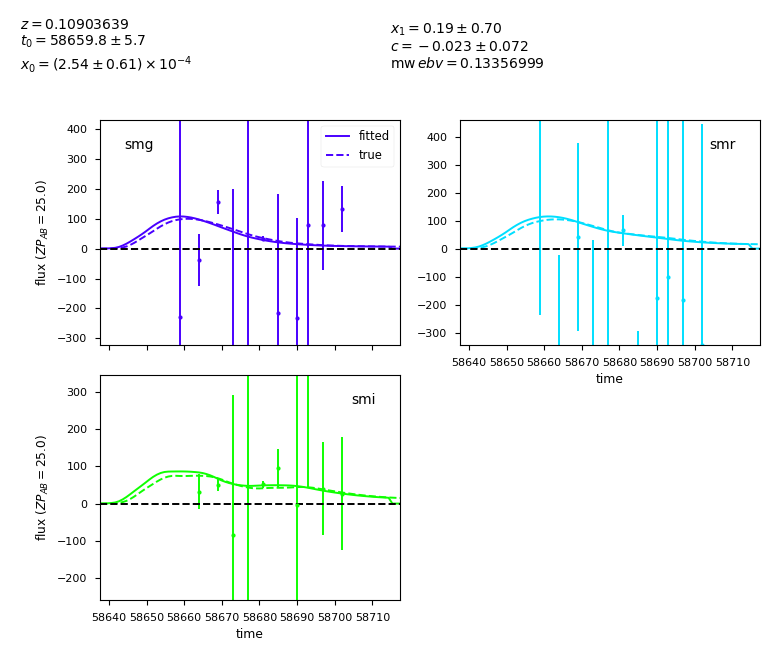 z = 0.10903639
t₀ = 58659.8 ± 5.7
x₀ = (2.54 ± 0.61) × 10⁻⁴
x₁ = 0.19 ± 0.70
c = −0.023 ± 0.072
mw ebv = 0.13356999
smg
fitted
true
400
300
200
100
0
−100
−200
−300
flux (ZP_AB = 25.0)
smr
400
300
200
100
0
−100
−200
−300
58640 58650 58660 58670 58680 58690 58700 58710
time
smi
300
200
100
0
−100
−200
flux (ZP_AB = 25.0)
58640 58650 58660 58670 58680 58690 58700 58710
time